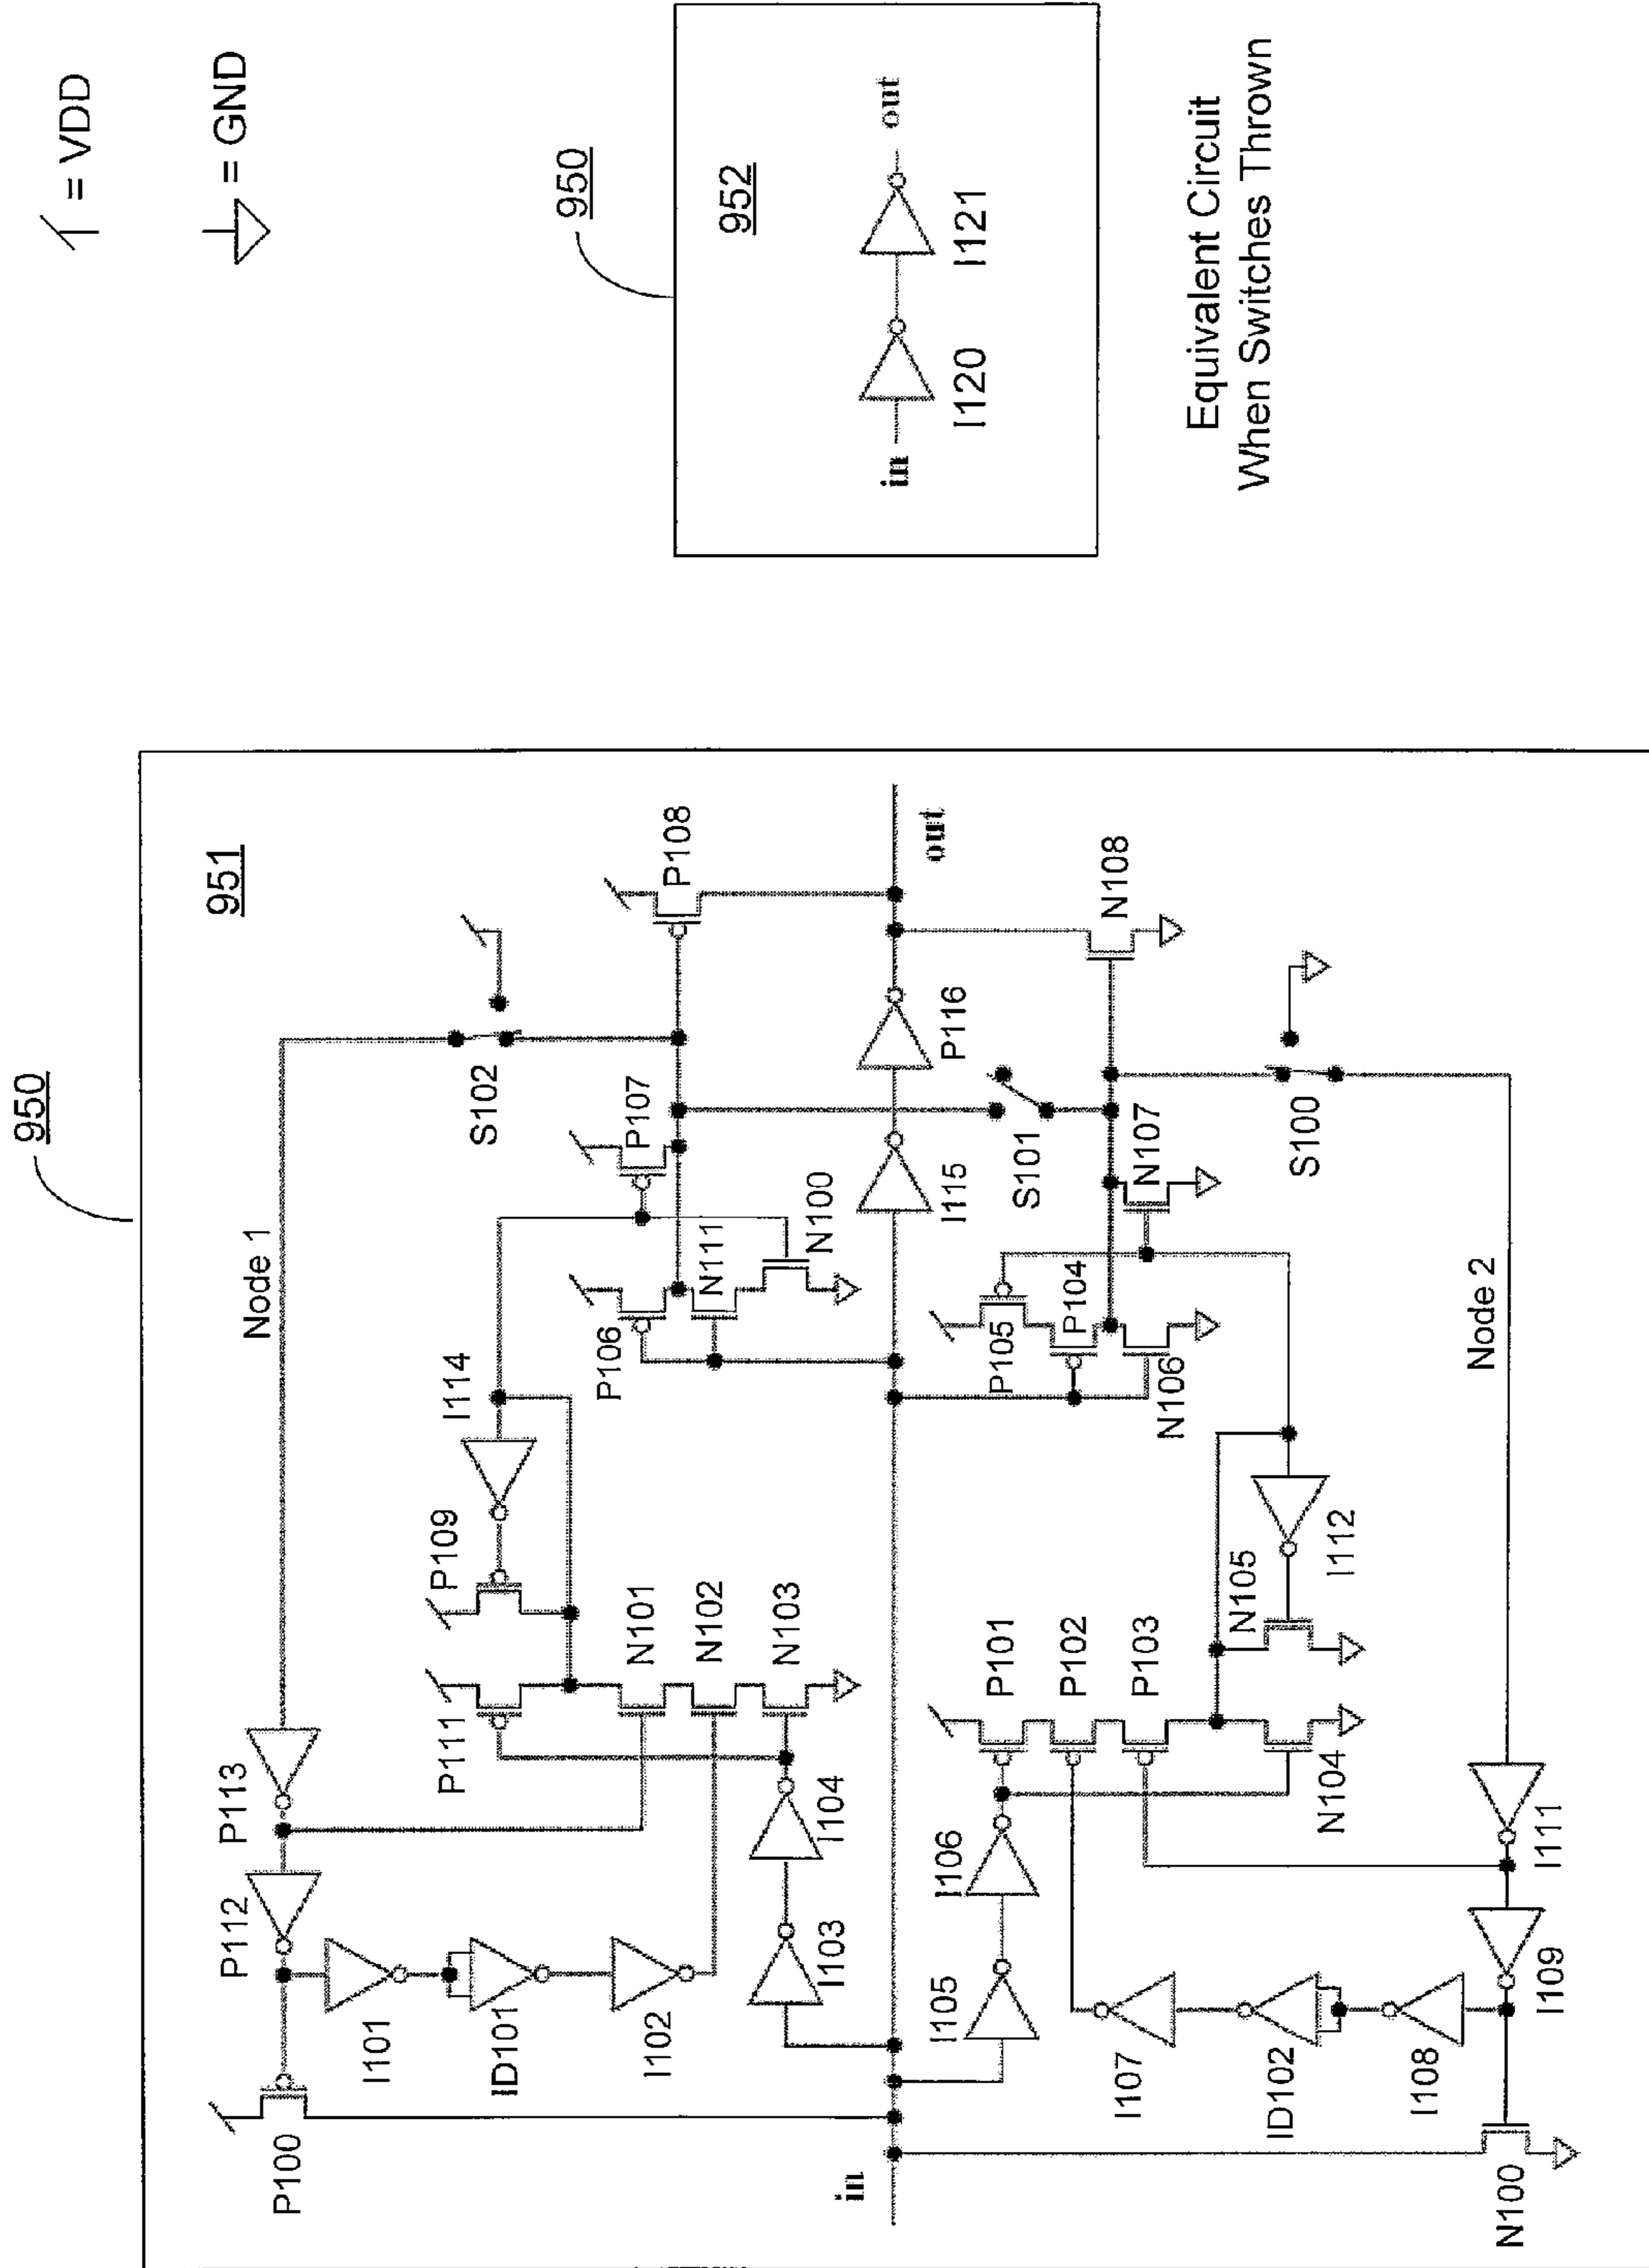 = VDD
= GND
950
951
Node 1
S102
P108
P107
I114
P109
P113
P112
P106
N111
N100
P111
N101
N102
N103
I101
ID101
I102
I103
I104
P100
in
out
I115
P116
S101
N108
N107
S100
P105
P104
N106
I105
I106
P101
P102
P103
N105
I112
N104
Node 2
I111
I109
I107
ID102
I108
N100
950
952
in
out
I120
I121
Equivalent Circuit
When Switches Thrown